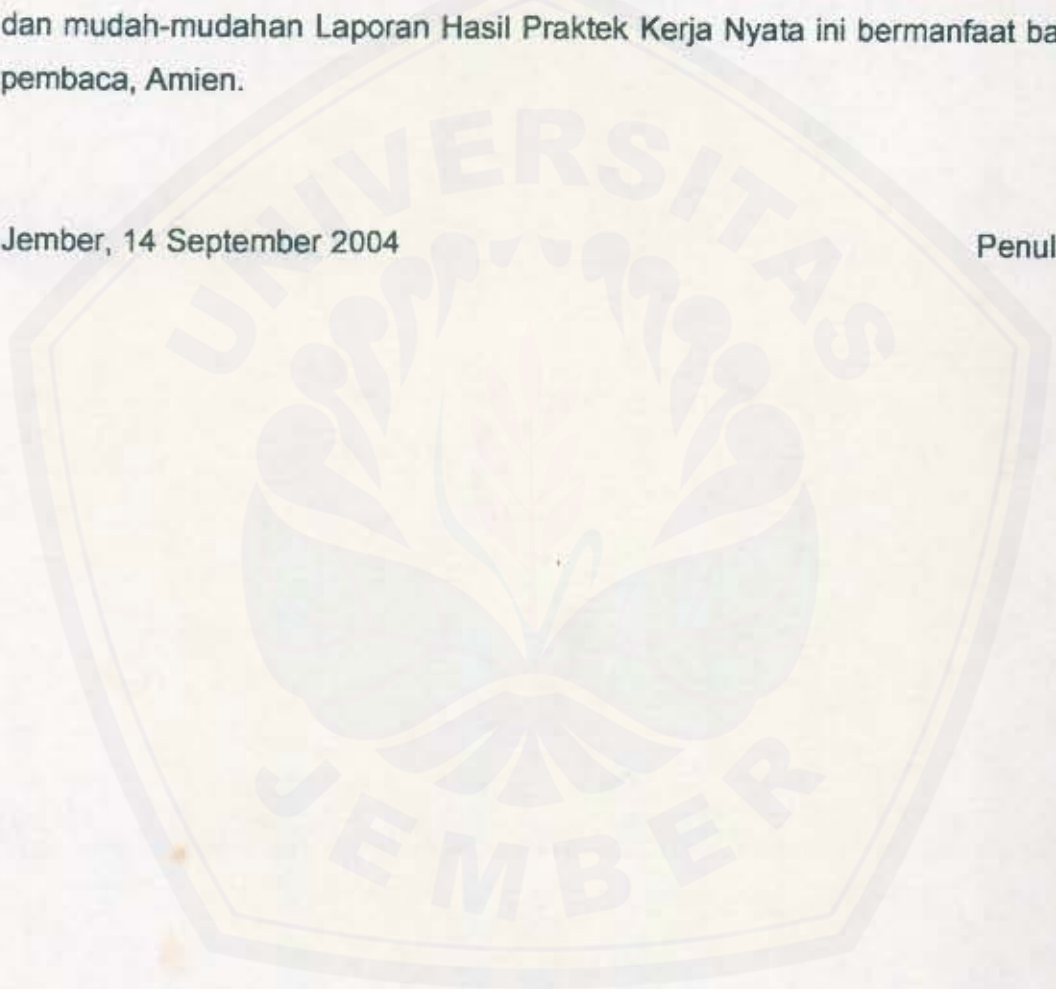 dan mudah-mudahan Laporan Hasil Praktek Kerja Nyata ini bermanfaat ba
pembaca, Amien.
Jember, 14 September 2004 Penul
UNIVERSITAS
JEMBER